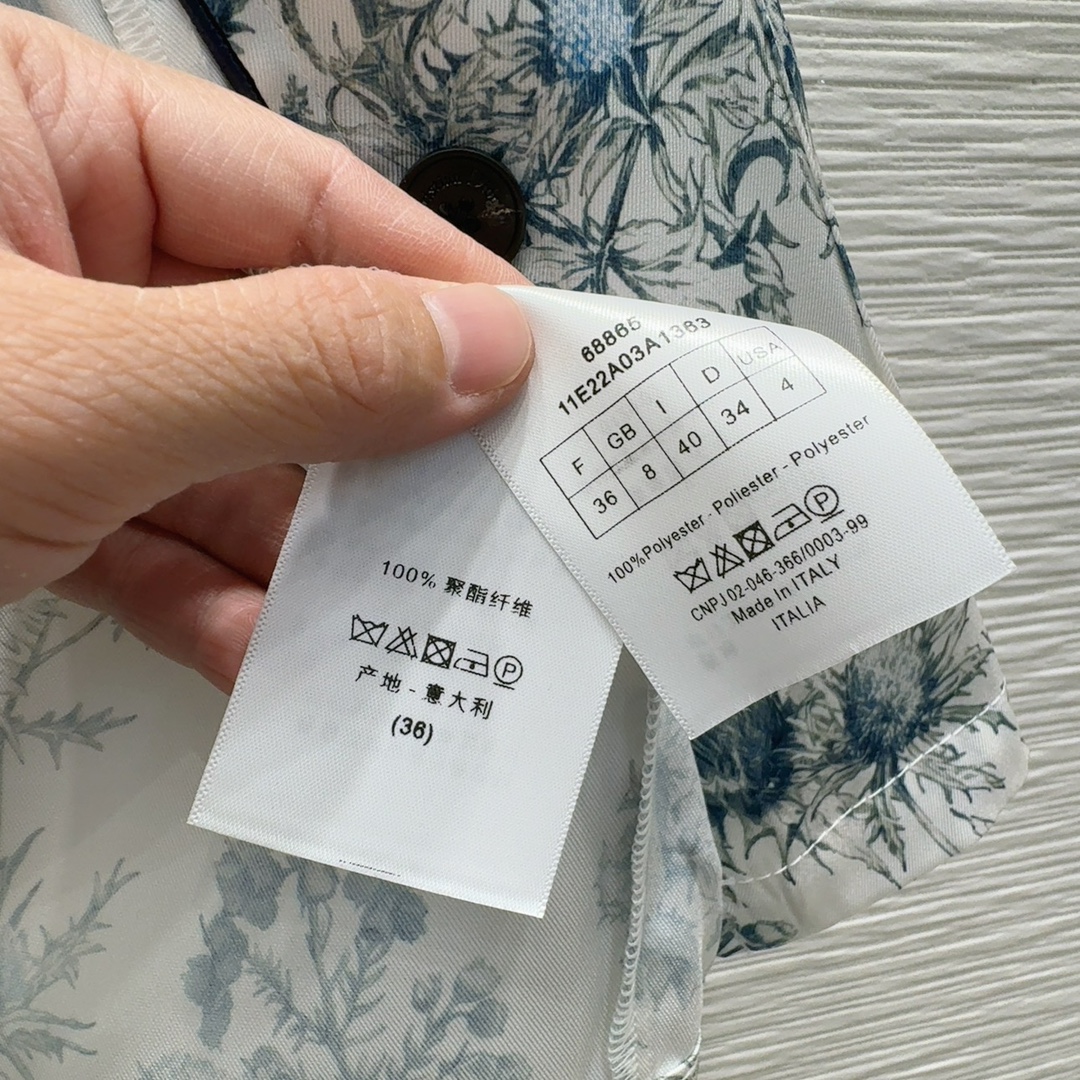 68865
11E22A03A1363
F GB I D USA
36 8 40 34 4
100%Polyester - Poliester - Polyester
P
CNPJ 02-046-366/0003-99
Made In ITALY
ITALIA
100% 聚酯纤维
P
产地 - 意大利
(36)